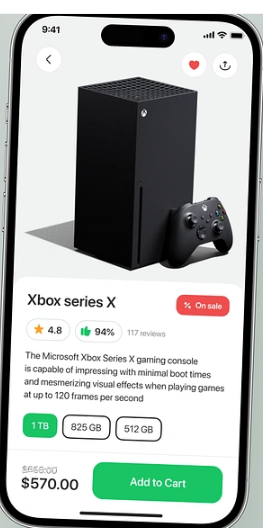 9:41
Xbox series X
% On sale
4.8
94%
117 reviews
The Microsoft Xbox Series X gaming console
is capable of impressing with minimal boot times
and mesmerizing visual effects when playing games
at up to 120 frames per second
1 TB
825 GB
512 GB
$570.00
Add to Cart